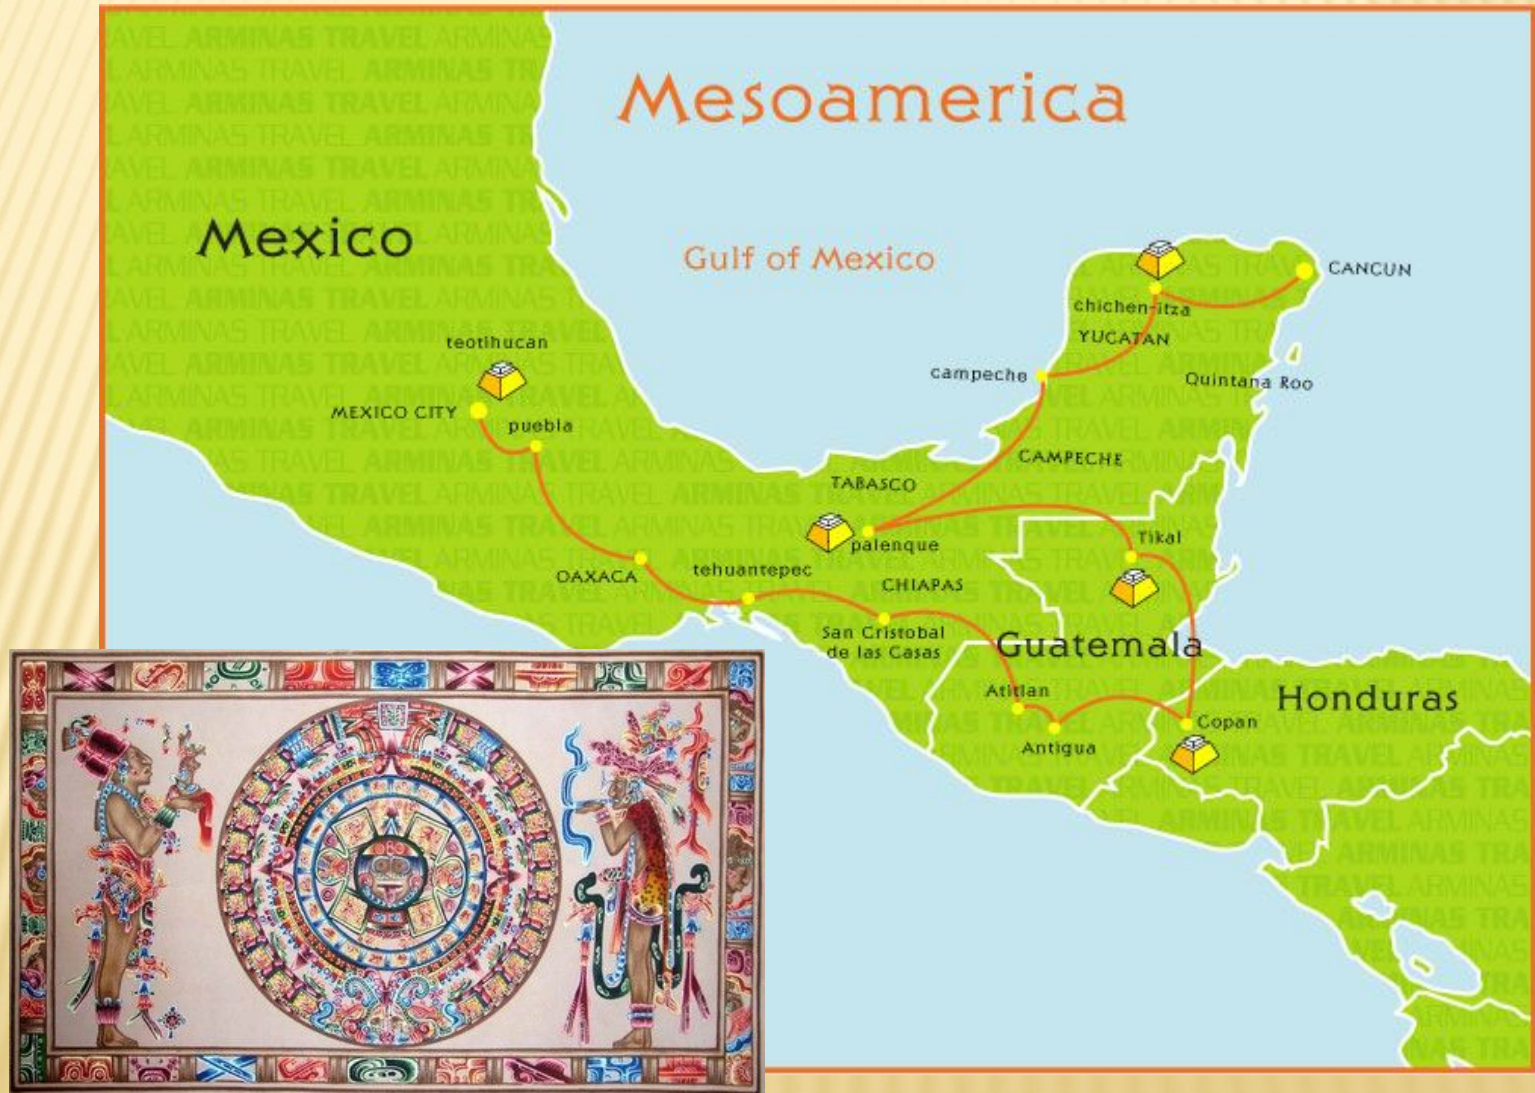 Mesoamerica
Mexico
Gulf of Mexico
CANCUN
chichen-itza
YUCATAN
teotihucan
campeche
Quintana Roo
MEXICO CITY
puebla
CAMPECHE
TABASCO
palenque
Tikal
OAXACA
tehuantepec
CHIAPAS
San Cristobal
de las Casas
Guatemala
Atitlan
Honduras
Copan
Antigua
ARMINAS TRAVEL